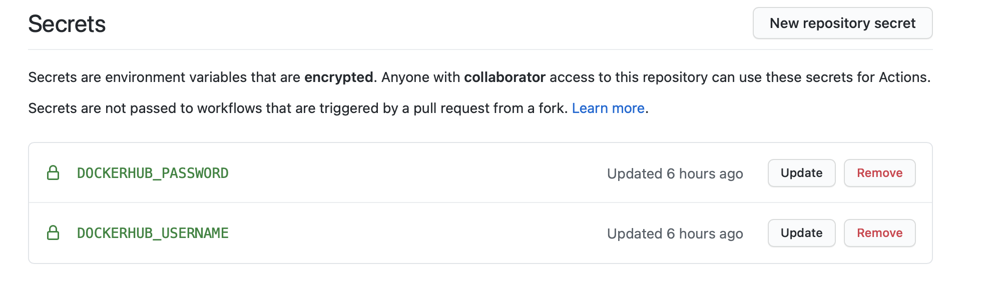 Secrets
New repository secret
Secrets are environment variables that are encrypted. Anyone with collaborator access to this repository can use these secrets for Actions.
Secrets are not passed to workflows that are triggered by a pull request from a fork. Learn more.
DOCKERHUB_PASSWORD Updated 6 hours ago Update Remove
DOCKERHUB_USERNAME Updated 6 hours ago Update Remove